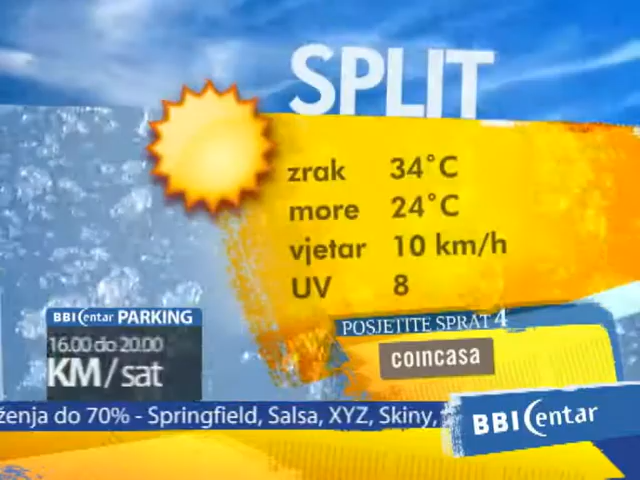 SPLIT
zrak 34°C
more 24°C
vjetar 10 km/h
UV 8
BBI Centar PARKING
16.00 do 20.00
KM/sat
POSJETITE SPRAT 4
coincasa
ženja do 70% - Springfield, Salsa, XYZ, Skiny,
BBI Centar